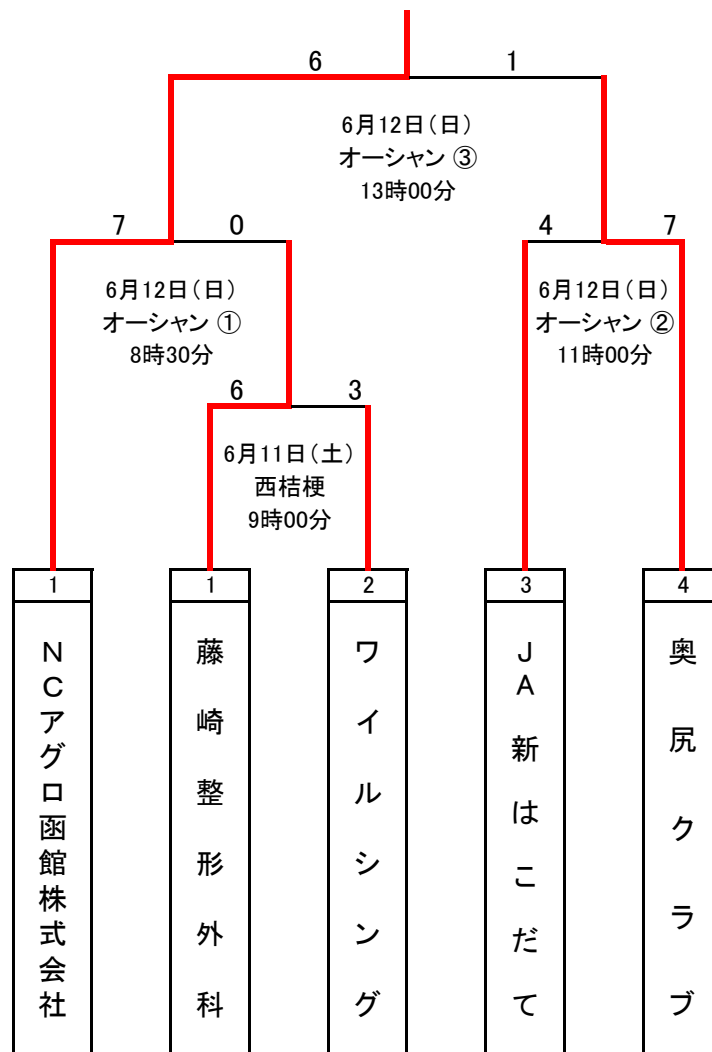 6 1
6月12日(日)
オーシャン ③
13時00分
7 0
4 7
6月12日(日)
オーシャン ①
8時30分
6月12日(日)
オーシャン ②
11時00分
6 3
6月11日(土)
西桔梗
9時00分
1
NCアグロ函館株式会社
1
藤崎整形外科
2
ワイルシング
3
JA新はこだて
4
奥尻クラブ